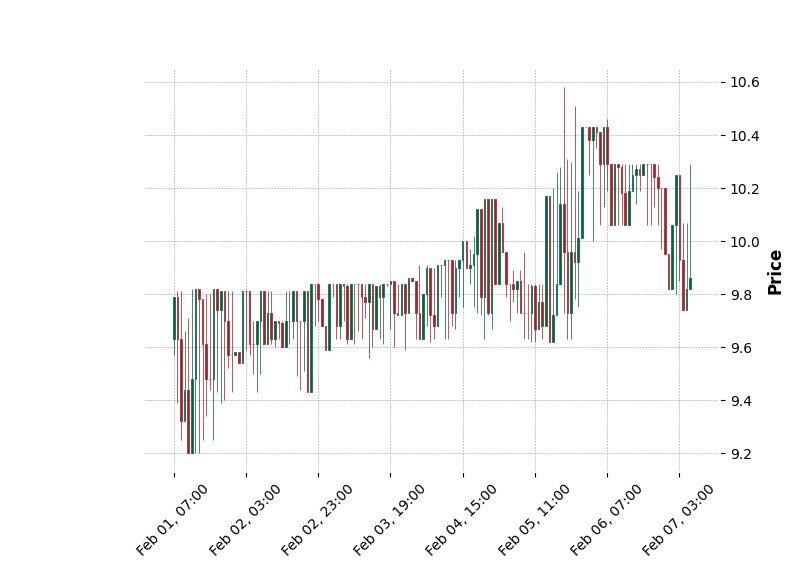 10.6
10.4
10.2
10.0
9.8
9.6
9.4
9.2
Price
Feb 01, 07:00
Feb 02, 03:00
Feb 02, 23:00
Feb 03, 19:00
Feb 04, 15:00
Feb 05, 11:00
Feb 06, 07:00
Feb 07, 03:00